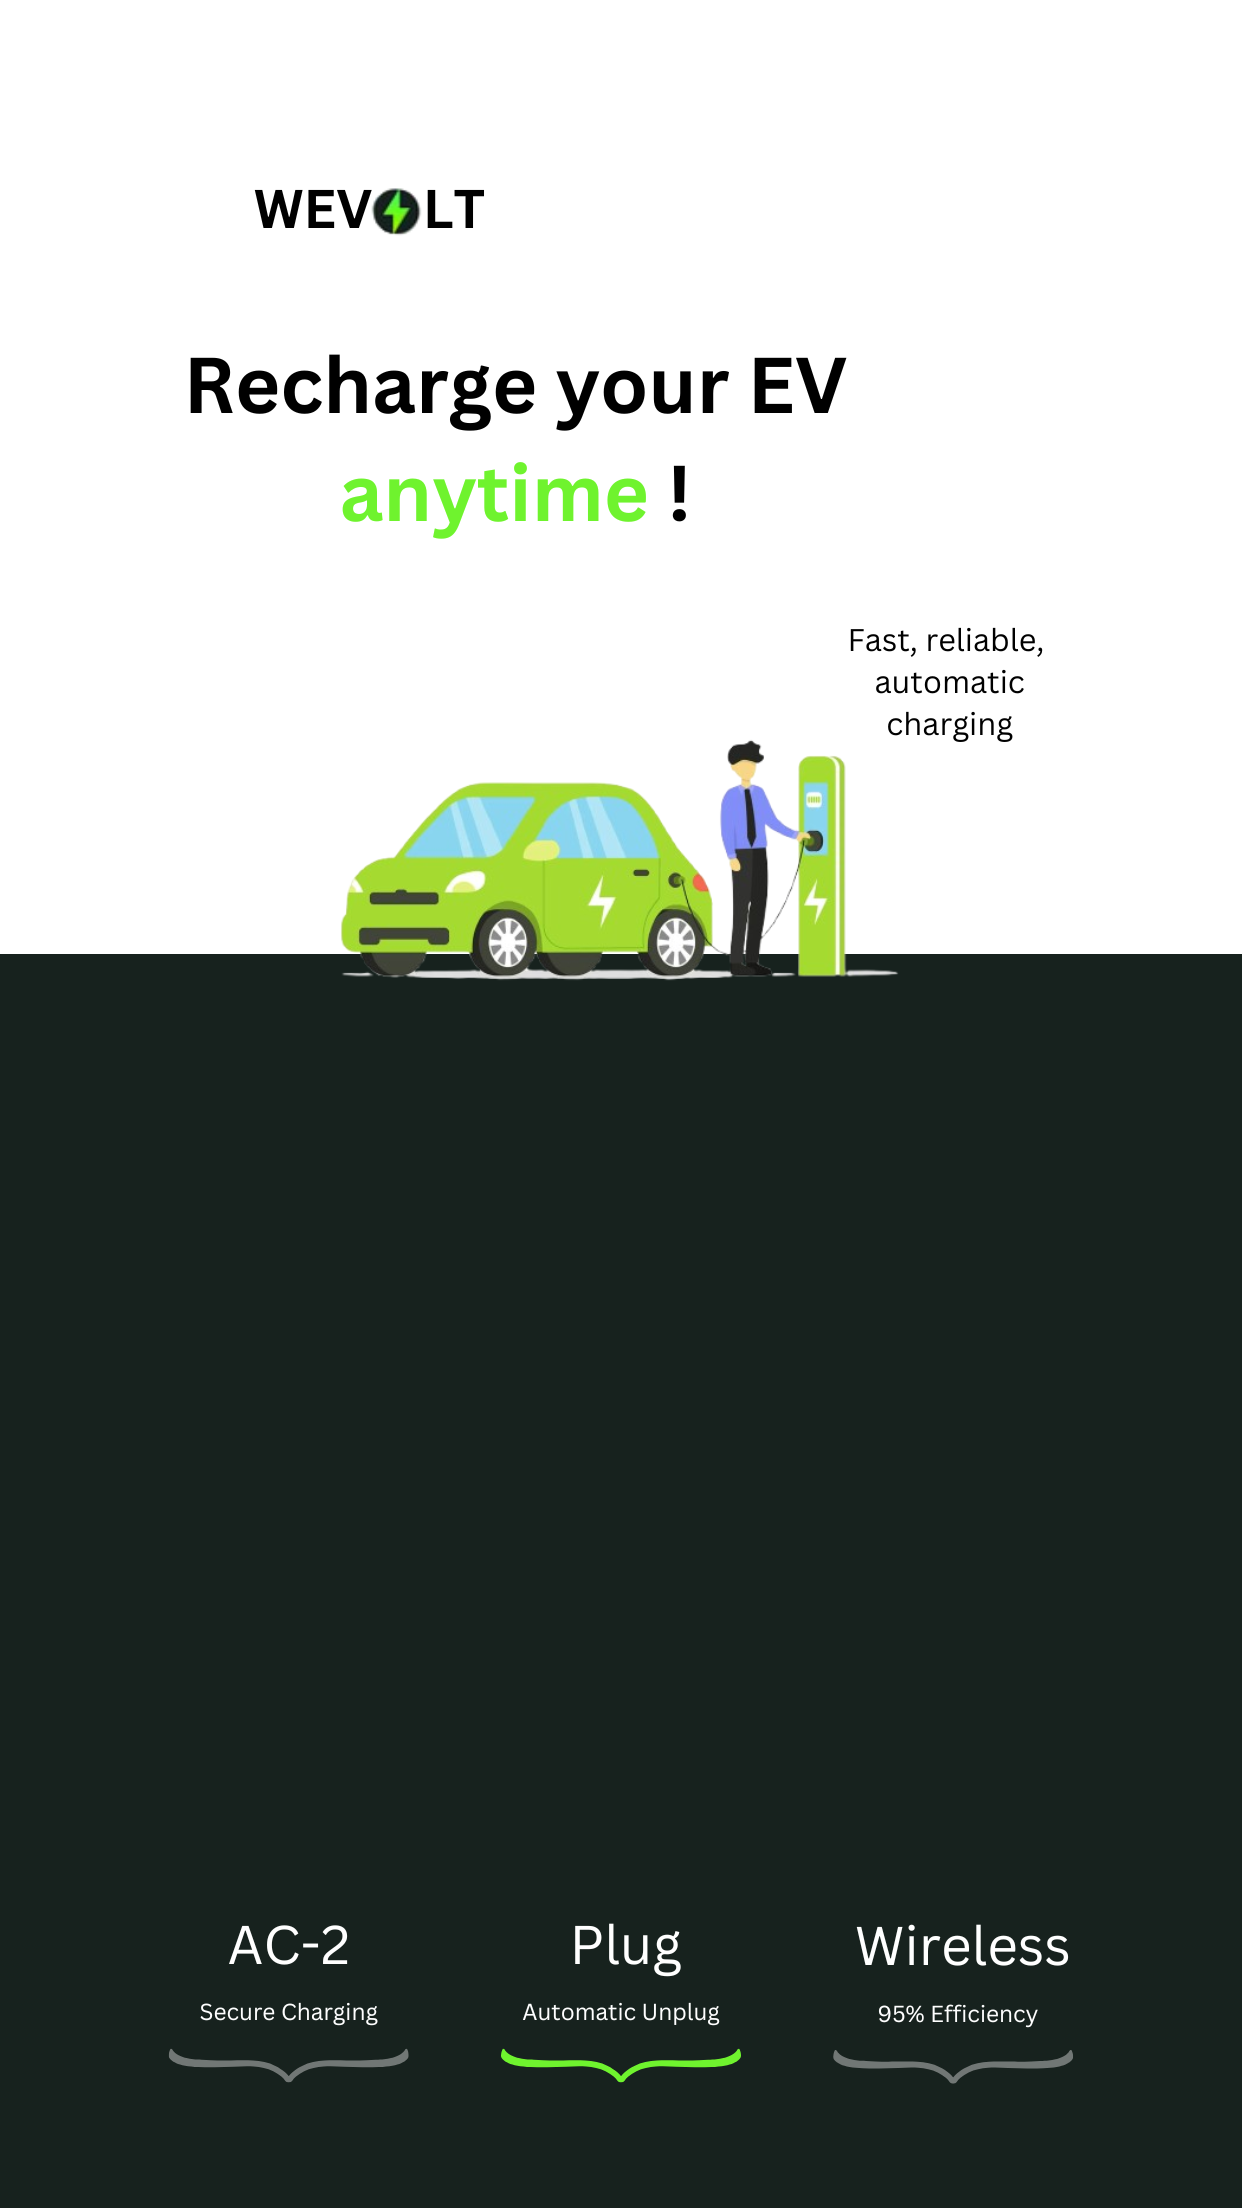 WEVOLT
Recharge your EV
anytime !
Fast, reliable,
automatic
charging
AC-2
Plug
Wireless
Secure Charging
Automatic Unplug
95% Efficiency